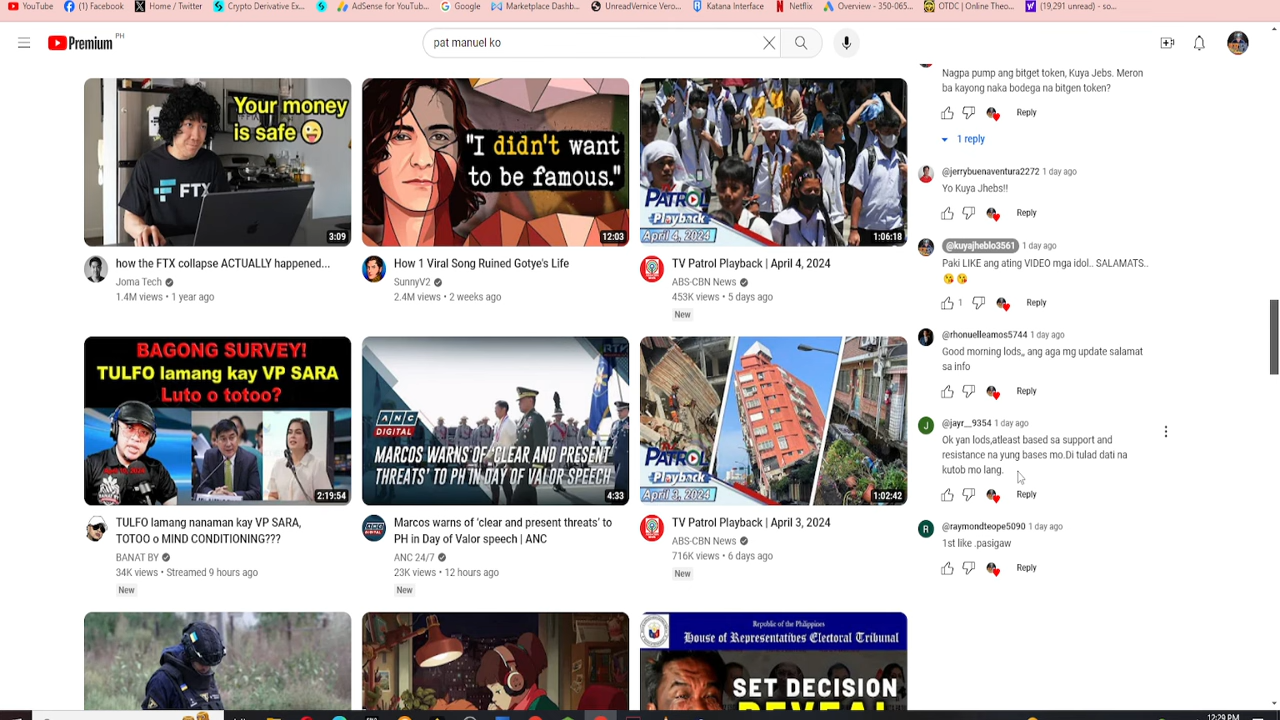 YouTube
(1) Facebook
Home / Twitter
Crypto Derivative Ex...
AdSense for YouTub...
Google
Marketplace Dashb...
UnreadVernice Vero...
Katana Interface
Netflix
Overview – 350-065...
OTDC | Online Theo...
(19,291 unread) - so...
Premium PH
pat manuel ko
Your money
is safe
FTX
3:09
how the FTX collapse ACTUALLY happened...
Joma Tech
1.4M views • 1 year ago
"I didn't want
to be famous."
12:03
How 1 Viral Song Ruined Gotye's Life
SunnyV2
2.4M views • 2 weeks ago
PATROL
Playback
April 4, 2024
1:06:18
TV Patrol Playback | April 4, 2024
ABS-CBN News
453K views • 5 days ago
New
BAGONG SURVEY!
TULFO lamang kay VP SARA
Luto o totoo?
2:19:54
TULFO lamang nanaman kay VP SARA,
TOTOO o MIND CONDITIONING???
BANAT BY
34K views • Streamed 9 hours ago
New
RTK
ANC
DIGITAL
MARCOS WARNS OF 'CLEAR AND PRESENT
THREATS' TO PH IN DAY OF VALOR SPEECH
4:33
Marcos warns of ‘clear and present threats’ to
PH in Day of Valor speech | ANC
ANC 24/7
23K views • 12 hours ago
New
PATROL
Playback
April 3, 2024
1:02:42
TV Patrol Playback | April 3, 2024
ABS-CBN News
716K views • 6 days ago
New
Republic of the Philippines
House of Representatives Electoral Tribunal
SET DECISION
Nagpa pump ang bitget token, Kuya Jebs. Meron
ba kayong naka bodega na bitgen token?
Reply
1 reply
@jerrybuenaventura2272 1 day ago
Yo Kuya Jhebs!!
Reply
@kuyajheblo3561 1 day ago
Paki LIKE ang ating VIDEO mga idol.. SALAMATS..
😘😘
1 Reply
@rhonuelleamos5744 1 day ago
Good morning lods,, ang aga mg update salamat
sa info
Reply
J
@jayr__9354 1 day ago
Ok yan lods,atleast based sa support and
resistance na yung bases mo.Di tulad dati na
kutob mo lang.
Reply
R
@raymondteope5090 1 day ago
1st like .pasigaw
Reply
12:29 PM